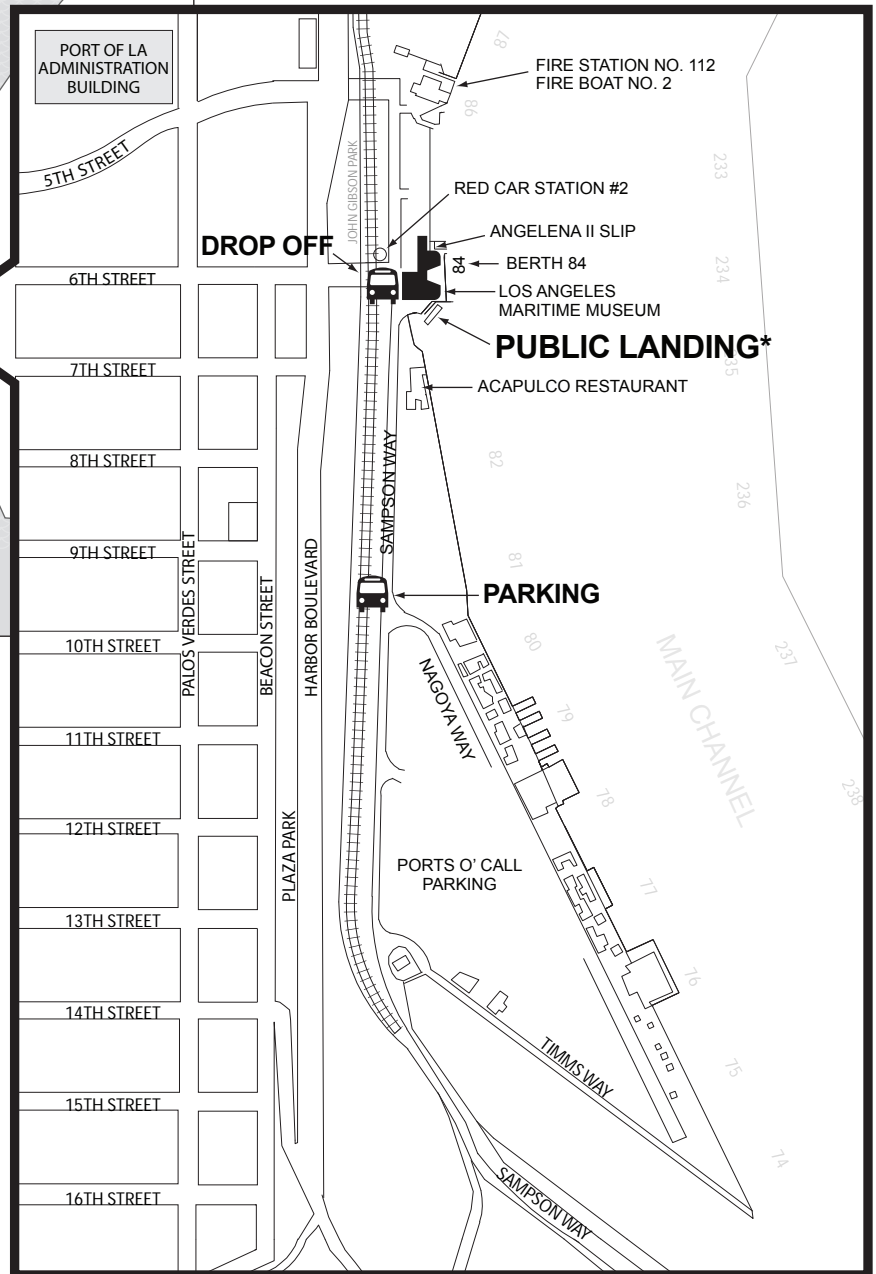 PORT OF LA
ADMINISTRATION
BUILDING
87
FIRE STATION NO. 112
FIRE BOAT NO. 2
86
5TH STREET
JOHN GIBSON PARK
233
RED CAR STATION #2
DROP OFF
ANGELENA II SLIP
84
BERTH 84
234
6TH STREET
LOS ANGELES
MARITIME MUSEUM
PUBLIC LANDING*
235
7TH STREET
ACAPULCO RESTAURANT
8TH STREET
SAMPSON WAY
82
236
9TH STREET
PALOS VERDES STREET
BEACON STREET
HARBOR BOULEVARD
81
PARKING
10TH STREET
80
MAIN CHANNEL
237
NAGOYA WAY
79
11TH STREET
78
238
12TH STREET
PLAZA PARK
PORTS O' CALL
PARKING
77
13TH STREET
76
14TH STREET
TIMMS WAY
75
15TH STREET
74
16TH STREET
SAMPSON WAY